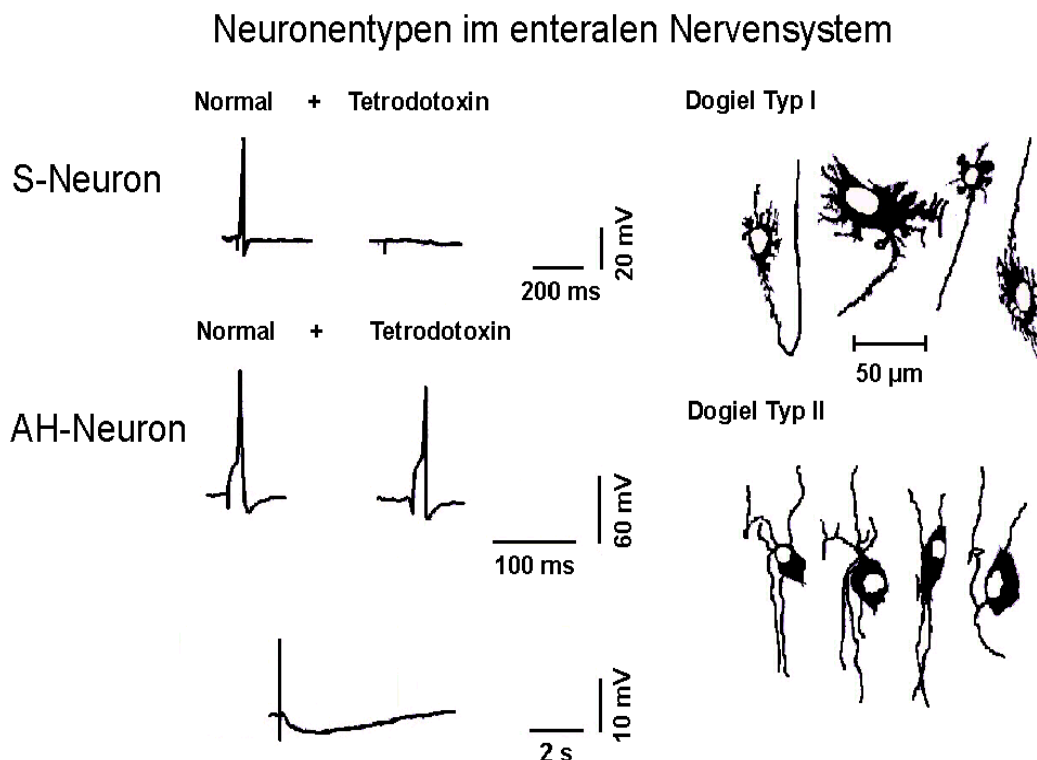 Neuronentypen im enteralen Nervensystem
Normal + Tetrodotoxin
S-Neuron
20 mV
200 ms
Normal + Tetrodotoxin
AH-Neuron
60 mV
100 ms
10 mV
2 s
Dogiel Typ I
50 µm
Dogiel Typ II